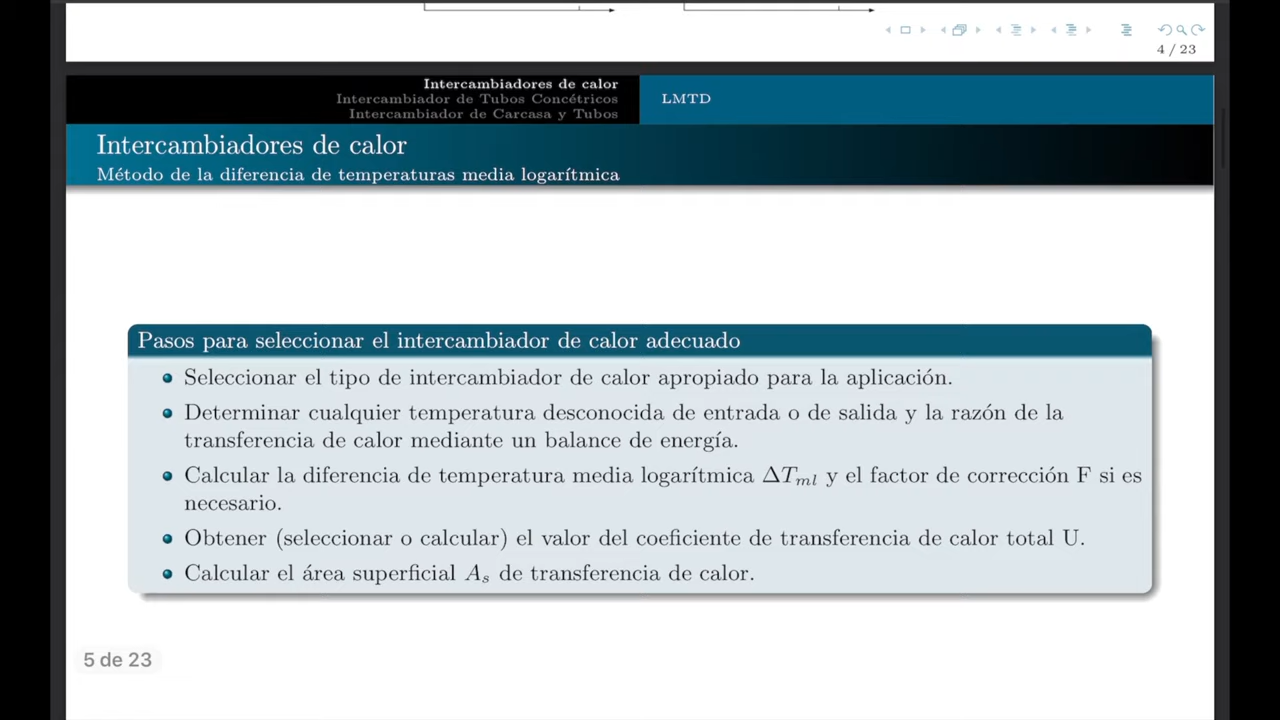 4 / 23
Intercambiadores de calor
Intercambiador de Tubos Concétricos
Intercambiador de Carcasa y Tubos
LMTD
Intercambiadores de calor
Método de la diferencia de temperaturas media logarítmica
Pasos para seleccionar el intercambiador de calor adecuado
Seleccionar el tipo de intercambiador de calor apropiado para la aplicación.
Determinar cualquier temperatura desconocida de entrada o de salida y la razón de la
transferencia de calor mediante un balance de energía.
Calcular la diferencia de temperatura media logarítmica ΔT_ml y el factor de corrección F si es
necesario.
Obtener (seleccionar o calcular) el valor del coeficiente de transferencia de calor total U.
Calcular el área superficial A_s de transferencia de calor.
5 de 23